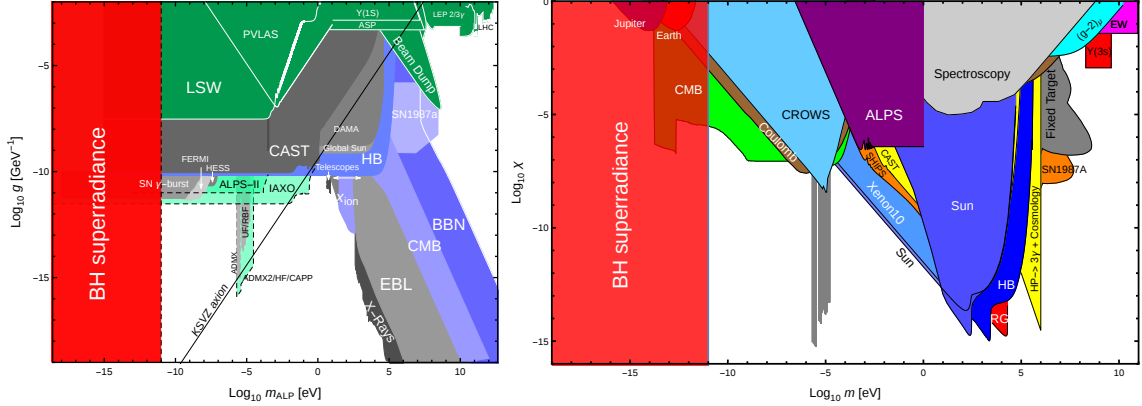 LEP 2/3γ
Υ(1S)
ASP
LHC
PVLAS
Beam Dump
LSW
SN1987a
DAMA
CAST
Global Sun
HB
FERMI
HESS
Telescopes
SN γ−burst
ALPS−II
IAXO
Xion
UF/RBF
BBN
CMB
ADMX
ADMX2/HF/CAPP
EBL
KSVZ axion
X−Rays
BH superradiance
−5
−10
−15
−15
−10
−5
0
5
10
Log10 mALP [eV]
Log10 g [GeV−1]
Jupiter
Earth
CMB
(g−2)μ
EW
Υ(3s)
Spectroscopy
Fixed Target
CROWS
ALPS
Coulomb
CAST
SHIPS
SN1987A
Xenon10
Sun
Sun
HP−> 3γ + Cosmology
HB
RG
BH superradiance
0
−5
−10
−15
−15
−10
−5
0
5
10
Log10 m [eV]
Log10 X